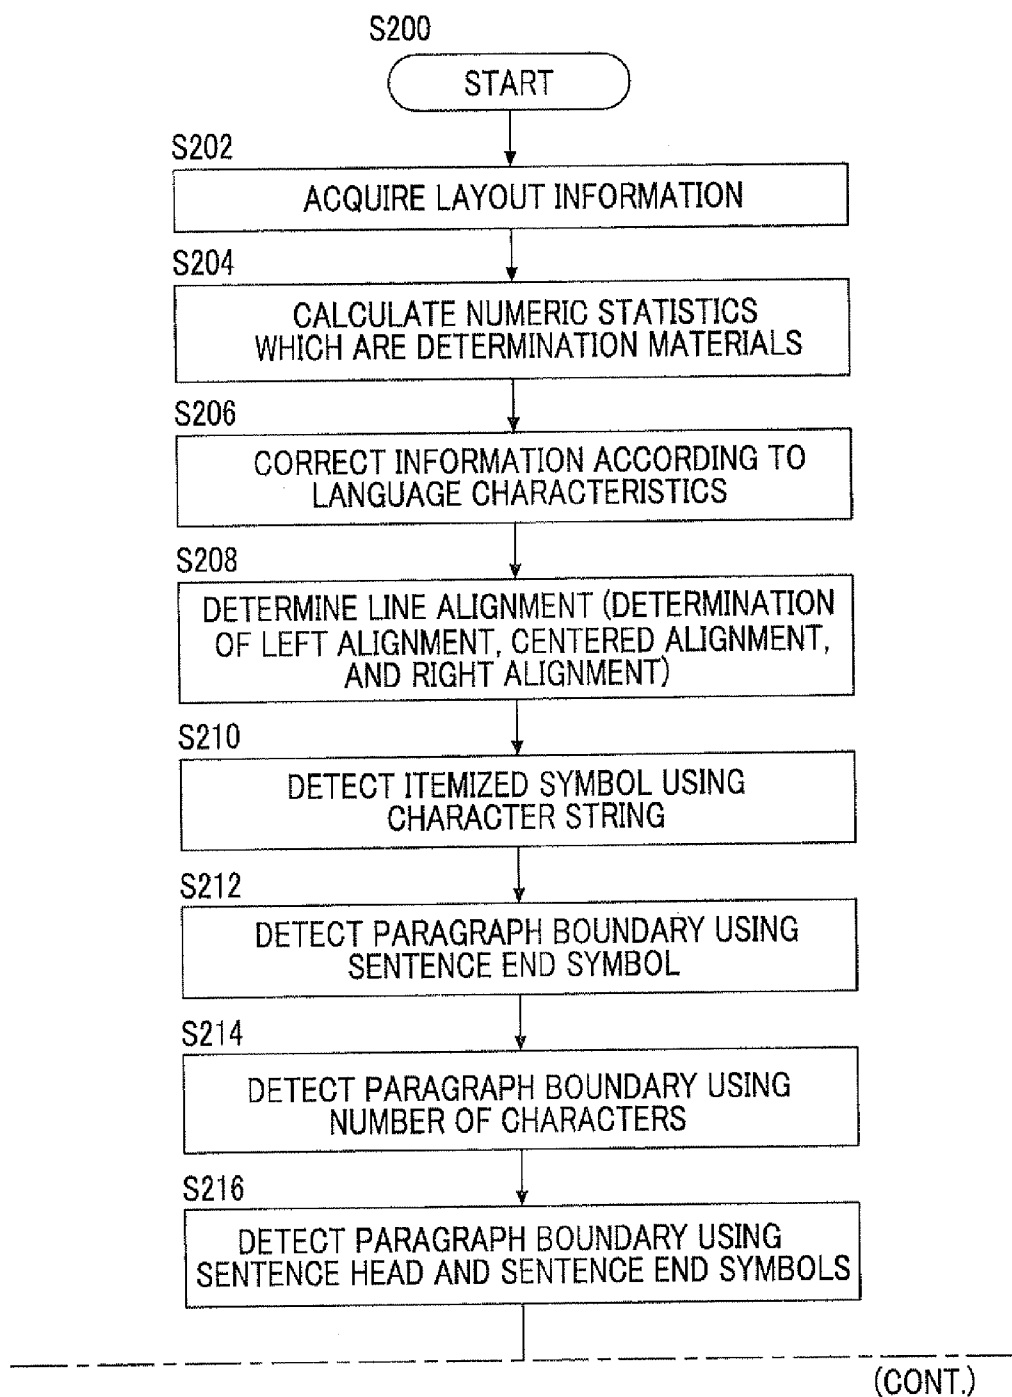 S200
START
S202
ACQUIRE LAYOUT INFORMATION
S204
CALCULATE NUMERIC STATISTICS
WHICH ARE DETERMINATION MATERIALS
S206
CORRECT INFORMATION ACCORDING TO
LANGUAGE CHARACTERISTICS
S208
DETERMINE LINE ALIGNMENT (DETERMINATION
OF LEFT ALIGNMENT, CENTERED ALIGNMENT,
AND RIGHT ALIGNMENT)
S210
DETECT ITEMIZED SYMBOL USING
CHARACTER STRING
S212
DETECT PARAGRAPH BOUNDARY USING
SENTENCE END SYMBOL
S214
DETECT PARAGRAPH BOUNDARY USING
NUMBER OF CHARACTERS
S216
DETECT PARAGRAPH BOUNDARY USING
SENTENCE HEAD AND SENTENCE END SYMBOLS
(CONT.)